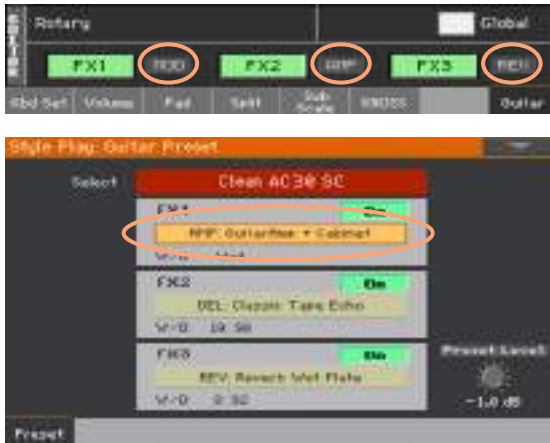 Rotary
Global
FX1 MOD FX2 AMP FX3 REV
Kbd Set Volume Pad Split Sub Scale Guitar
Style Play: Guitar Preset
Select Clean AC30 SC
FX1 On
AMP: GuitarAmp + Cabinet
W/D Wet
FX2 On
DEL: Classic Tape Echo
W/D
FX3 On
REV: Reverb Wet Plate
W/D
Preset Level
-1.0 dB
Preset